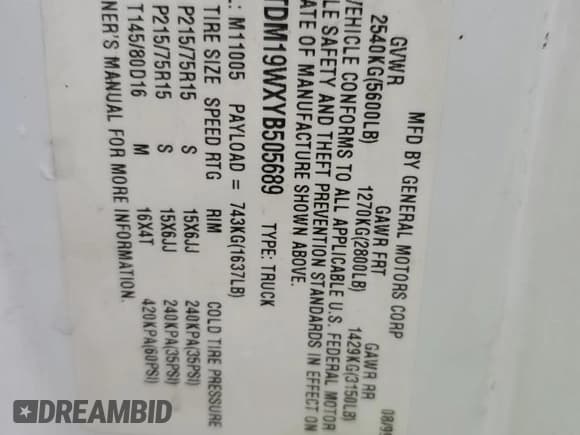 MFD BY GENERAL MOTORS CORP 08/99
GVWR GAWR FRT GAWR RR
2540KG(5600LB) 1270KG(2800LB) 1429KG(3150LB)
VEHICLE CONFORMS TO ALL APPLICABLE U.S. FEDERAL MOTOR
LE SAFETY AND THEFT PREVENTION STANDARDS IN EFFECT ON
ATE OF MANUFACTURE SHOWN ABOVE.
TDM19WXYB505689 TYPE: TRUCK
L: M11005 PAYLOAD = 743KG(1637LB)
TIRE SIZE SPEED RTG RIM COLD TIRE PRESSURE
P215/75R15 S 15X6JJ 240KPA(35PSI)
P215/75R15 S 15X6JJ 240KPA(35PSI)
T145/80D16 M 16X4T 420KPA(60PSI)
NER'S MANUAL FOR MORE INFORMATION.
DREAMBID